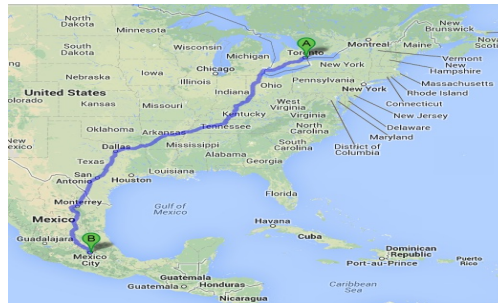 North
Dakota
Minnesota
South
Dakota
Wisconsin
Michigan
A
Toronto
Montreal
Maine
New
Brunswick
Nova
Scoti
Vermont
New
Hampshire
Massachusetts
Rhode Island
Connecticut
New Jersey
Delaware
Maryland
District of
Columbia
New York
New York
Pennsylvania
Chicago
Iowa
Nebraska
Illinois
Indiana
Ohio
United States
olorado
Kansas
Missouri
West
Virginia
Virginia
Kentucky
Tennessee
North
Carolina
South
Carolina
Oklahoma
Arkansas
New
Mexico
Dallas
Mississippi
Alabama
Georgia
Texas
Louisiana
San
Antonio
Houston
Florida
Monterrey
Gulf of
Mexico
Mexico
Guadalajara
B
Mexico
City
Havana
Cuba
Dominican
Republic
Port-au-Prince
Puerto
Rico
Guatemala
Guatemala
Honduras
Caribbean
Sea
Nicaragua